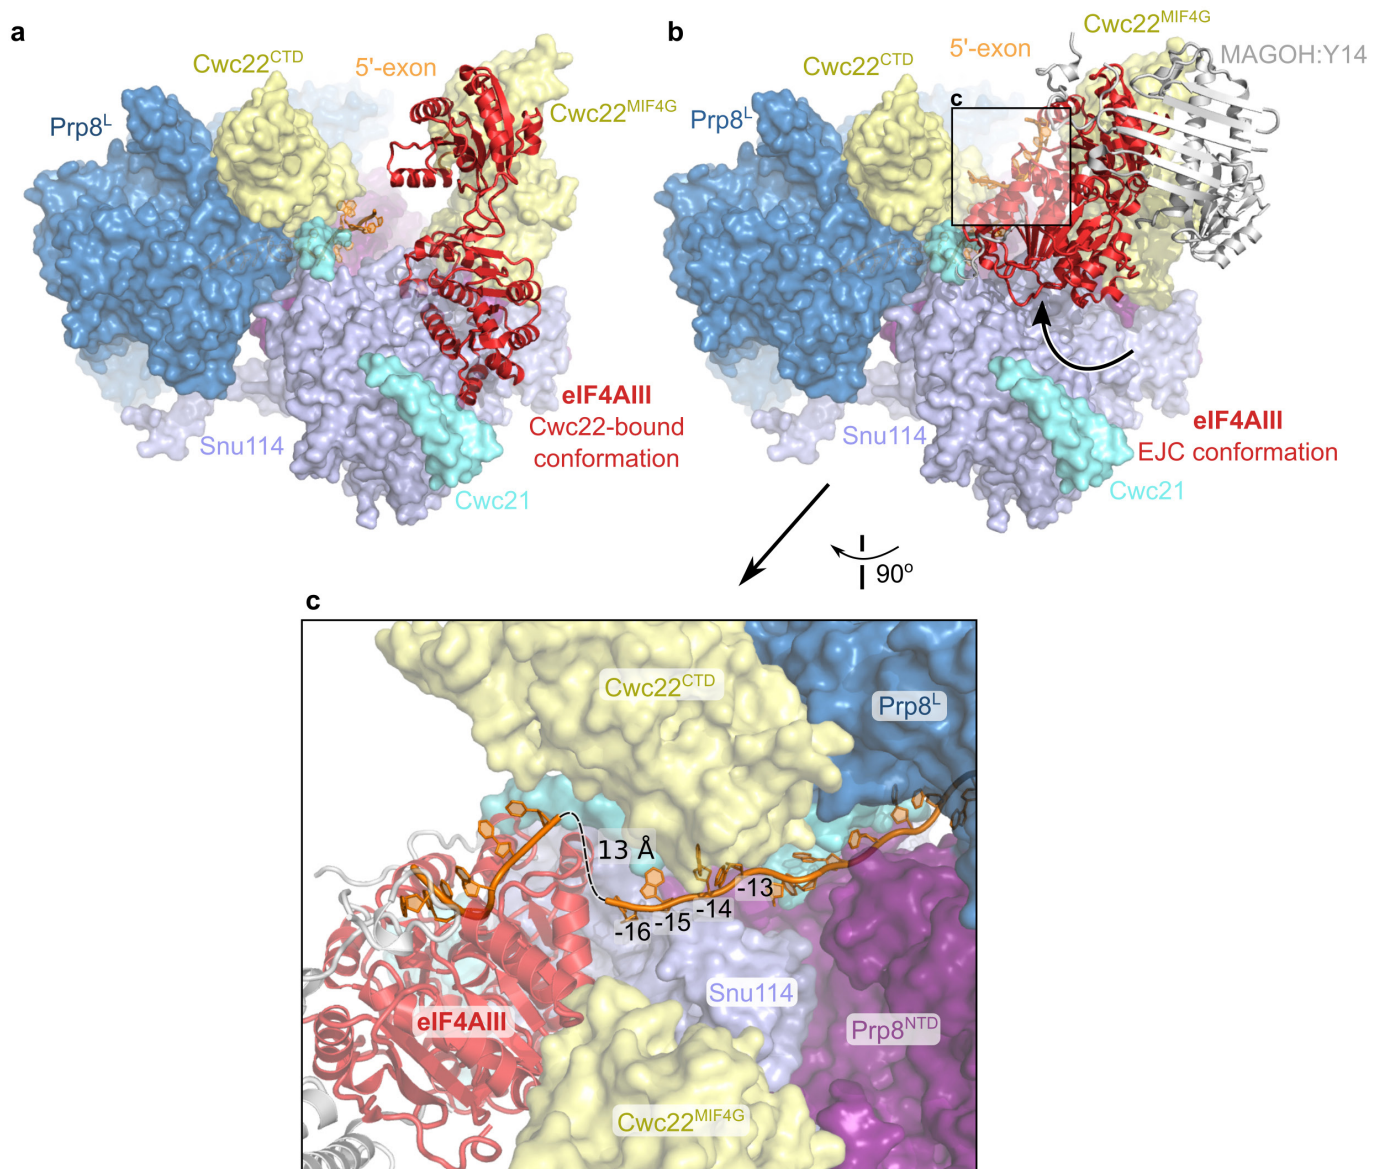 a
Cwc22CTD
5'-exon
Cwc22MIF4G
Prp8L
Snu114
eIF4AIII
Cwc22-bound
conformation
Cwc21
b
Cwc22MIF4G
5'-exon
MAGOH:Y14
Cwc22CTD
c
Prp8L
Snu114
eIF4AIII
EJC conformation
Cwc21
90o
c
Cwc22CTD
Prp8L
13 Å
-13
-14
-15
-16
Snu114
eIF4AIII
Prp8NTD
Cwc22MIF4G